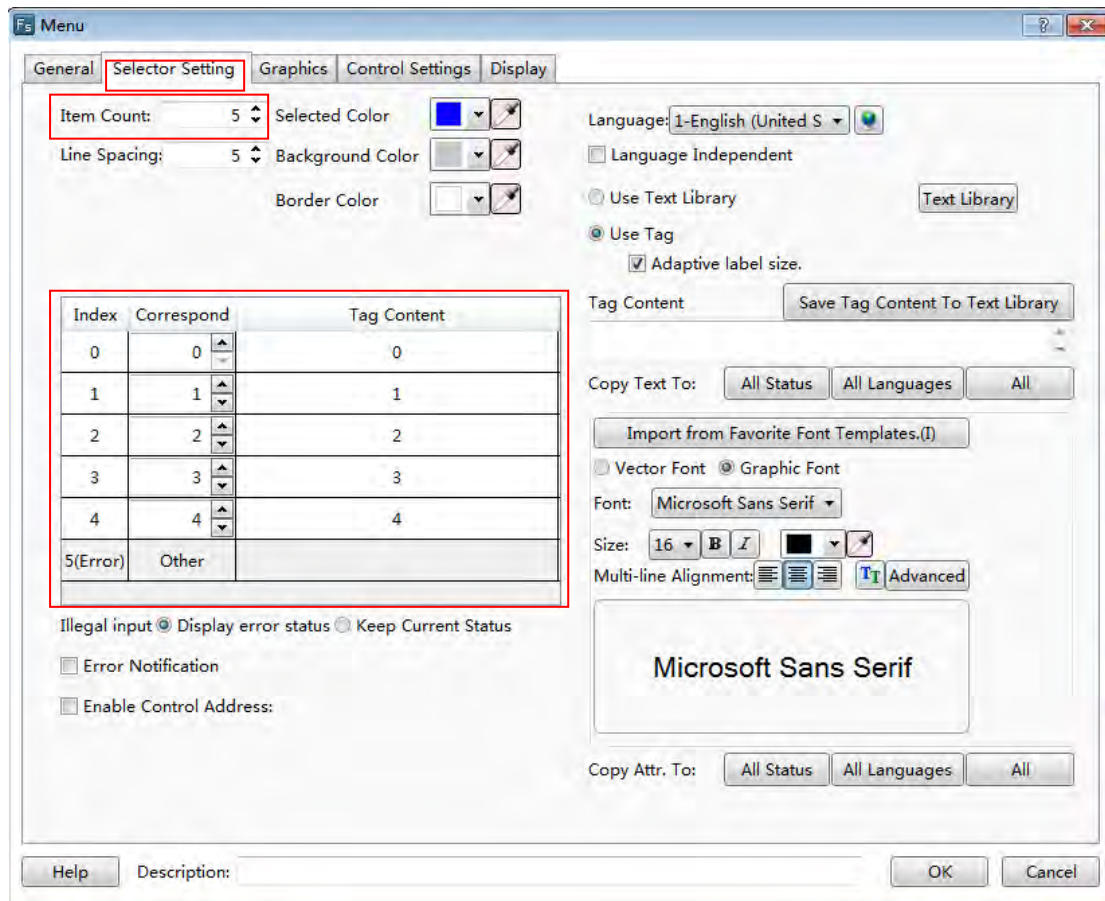 Fs Menu
General Selector Setting Graphics Control Settings Display
Item Count: 5 Selected Color
Line Spacing: 5 Background Color
Border Color
Language: 1-English (United S
Language Independent
Use Text Library Text Library
Use Tag
Adaptive label size.
Index Correspond Tag Content
0 0 0
1 1 1
2 2 2
3 3 3
4 4 4
5(Error) Other
Tag Content Save Tag Content To Text Library
Copy Text To: All Status All Languages All
Import from Favorite Font Templates.(I)
Vector Font Graphic Font
Font: Microsoft Sans Serif
Size: 16 B I
Multi-line Alignment: TT Advanced
Microsoft Sans Serif
Illegal input Display error status Keep Current Status
Error Notification
Enable Control Address:
Copy Attr. To: All Status All Languages All
Help Description: OK Cancel